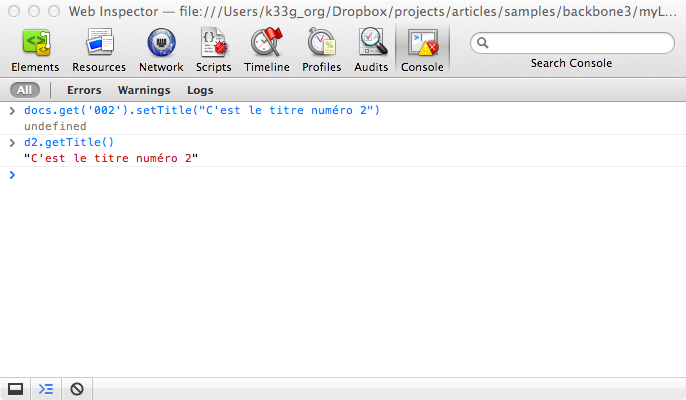 Web Inspector — file:///Users/k33g_org/Dropbox/projects/articles/samples/backbone3/myL...
Elements Resources Network Scripts Timeline Profiles Audits Console Search Console
All Errors Warnings Logs
> docs.get('002').setTitle("C'est le titre numéro 2")
undefined
> d2.getTitle()
"C'est le titre numéro 2"
>